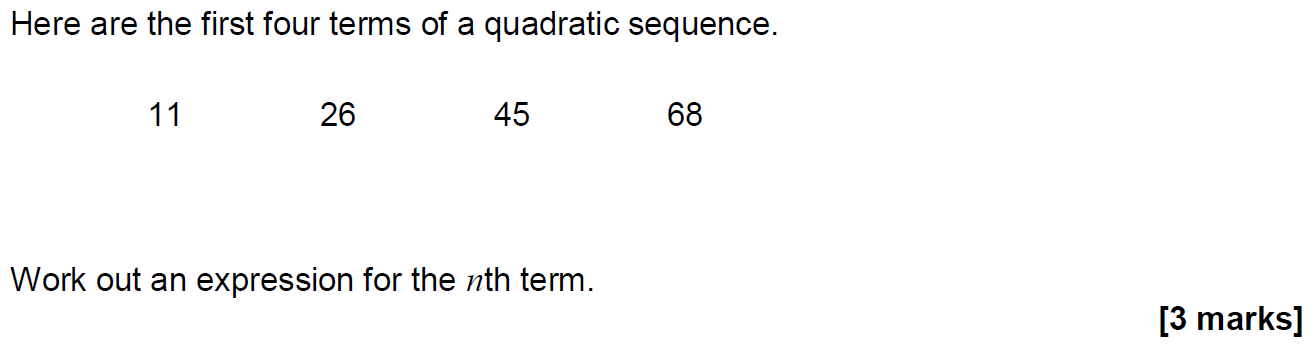 Here are the first four terms of a quadratic sequence.
11 26 45 68
Work out an expression for the nth term.
[3 marks]